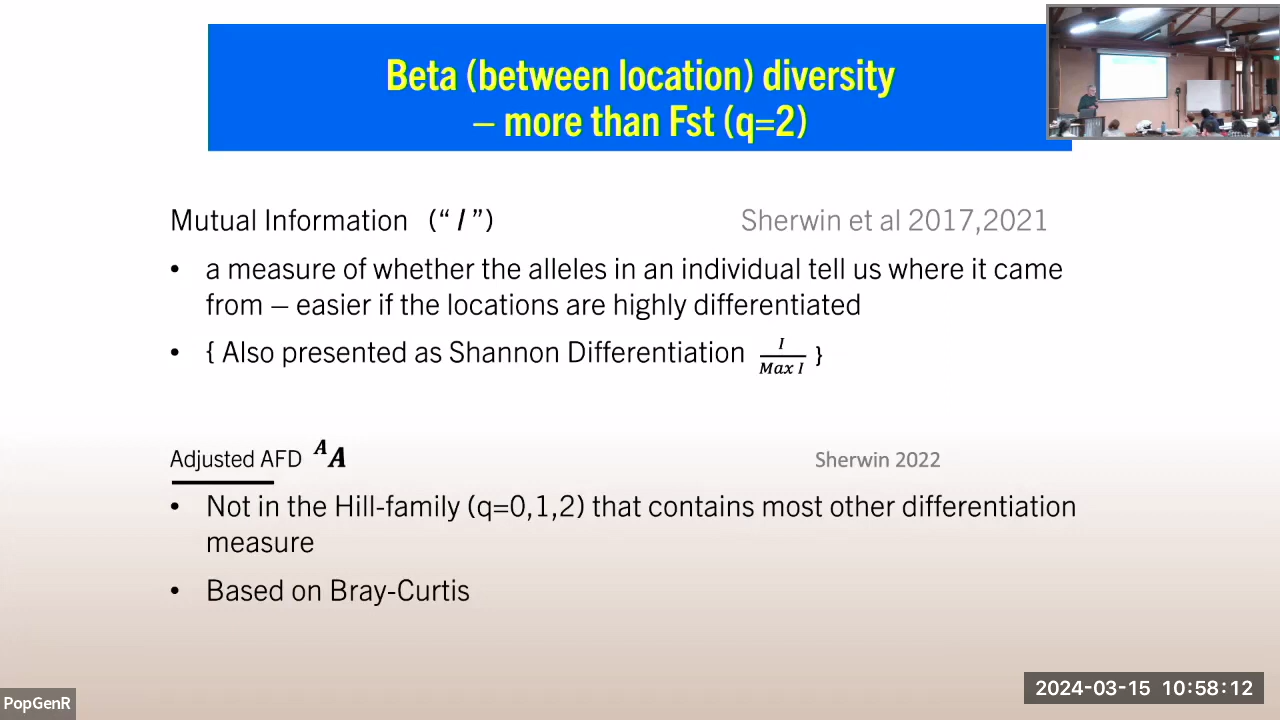 Beta (between location) diversity
– more than Fst (q=2)
Mutual Information (“ I ”) Sherwin et al 2017,2021
• a measure of whether the alleles in an individual tell us where it came
from – easier if the locations are highly differentiated
• { Also presented as Shannon Differentiation I / Max I }
Adjusted AFD ᴬA Sherwin 2022
• Not in the Hill-family (q=0,1,2) that contains most other differentiation
measure
• Based on Bray-Curtis
2024-03-15 10:58:12
PopGenR